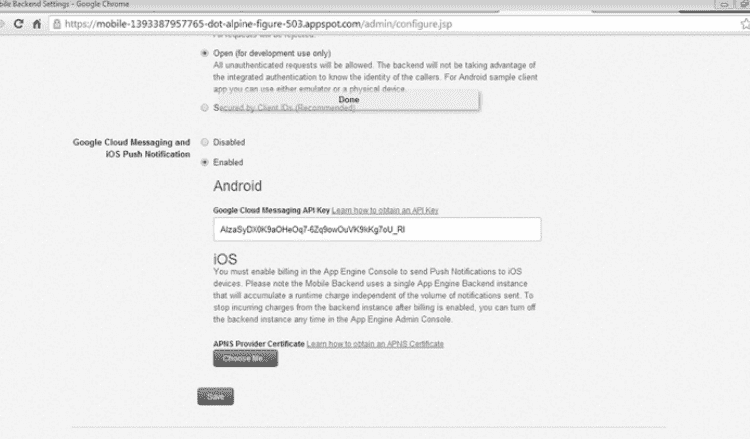 bile Backend Settings - Google Chrome
https://mobile-1393387957765-dot-alpine-figure-503.appspot.com/admin/configure.jsp
All requests will be rejected.
Open (for development use only)
All unauthenticated requests will be allowed. The backend will not be taking advantage of
the integrated authentication to know the identity of the callers. For Android sample client
app you can use either emulator or a physical device.
Done
Secured by Client IDs (Recommended)
Google Cloud Messaging and
iOS Push Notification
Disabled
Enabled
Android
Google Cloud Messaging API Key Learn how to obtain an API Key
iOS
You must enable billing in the App Engine Console to send Push Notifications to iOS
devices. Please note the Mobile Backend uses a single App Engine Backend instance
that will accumulate a runtime charge independent of the volume of notifications sent. To
stop incurring charges from the backend instance after billing is enabled, you can turn off
the backend instance any time in the App Engine Admin Console.
APNS Provider Certificate Learn how to obtain an APNS Certificate
Choose file...
Save